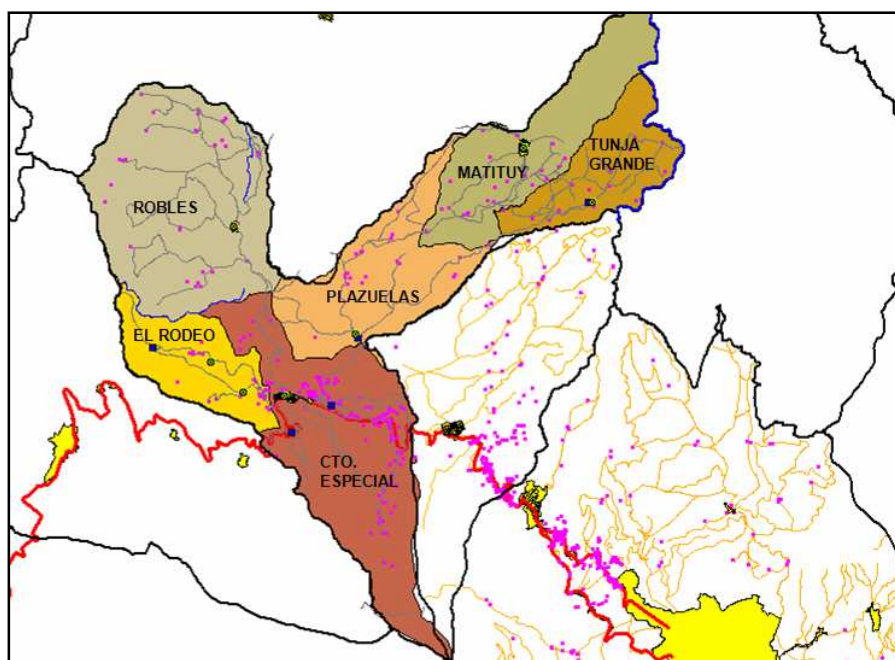 TUNJA
GRANDE
MATITUY
ROBLES
PLAZUELAS
EL RODEO
CTO.
ESPECIAL